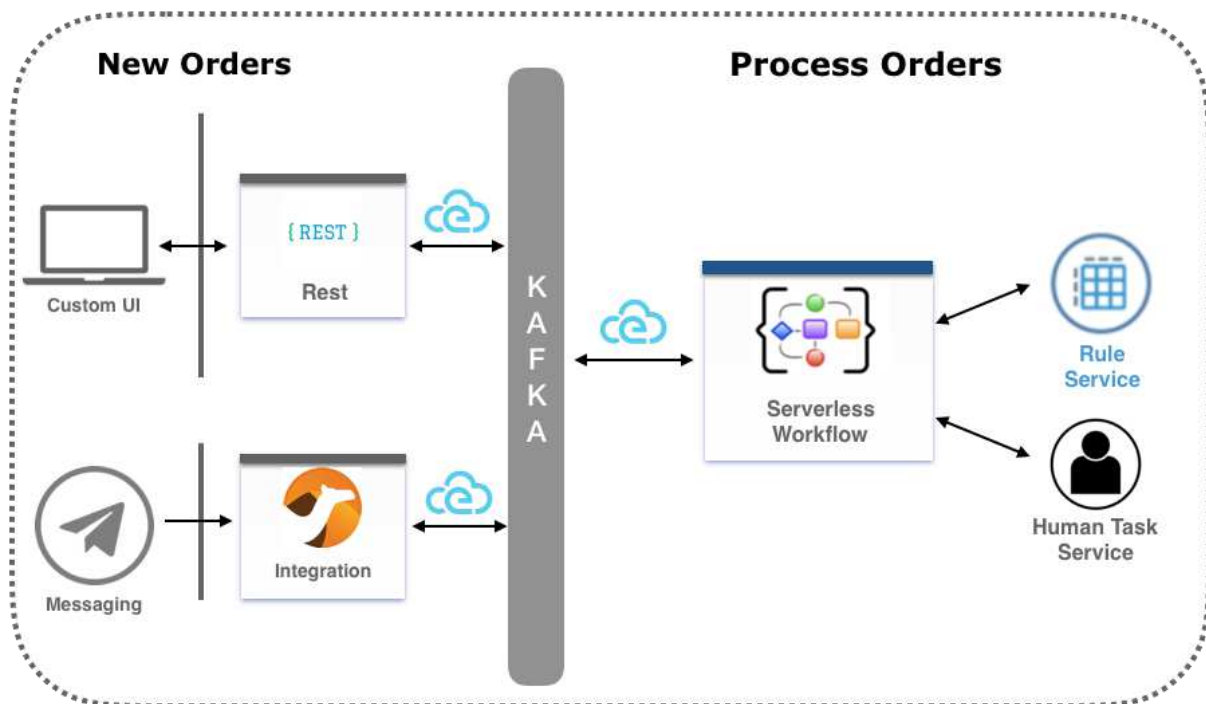 New Orders
Process Orders
{ REST }
Rest
Custom UI
K
A
F
K
A
Rule
Service
Serverless
Workflow
Integration
Messaging
Human Task
Service